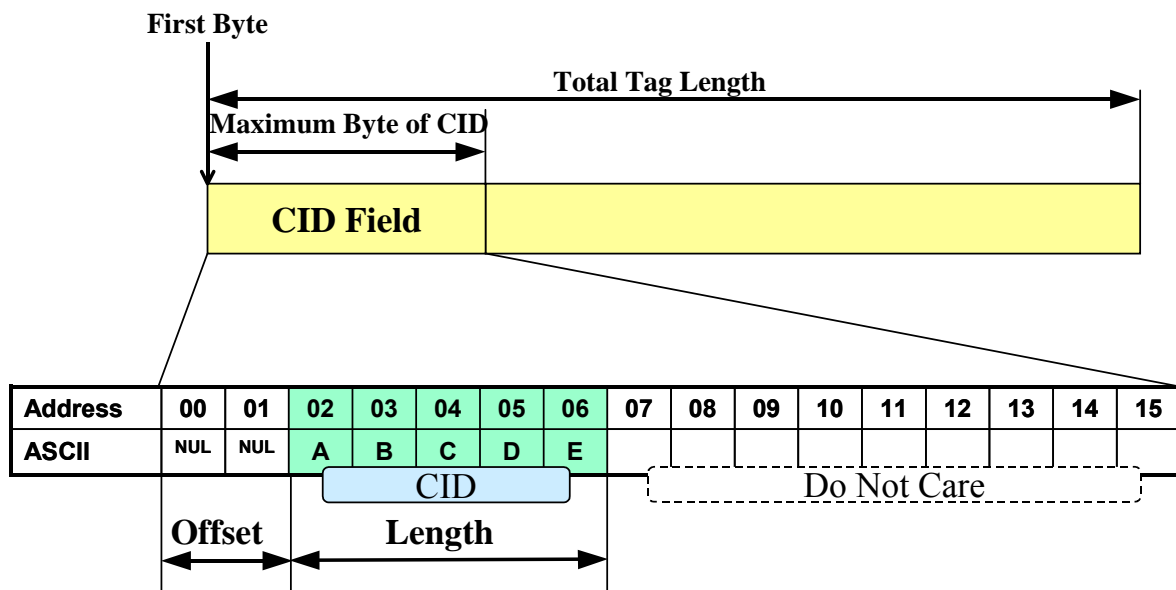 First Byte
Total Tag Length
Maximum Byte of CID
CID Field
Address 00 01 02 03 04 05 06 07 08 09 10 11 12 13 14 15
ASCII NUL NUL A B C D E
CID
Do Not Care
Offset
Length